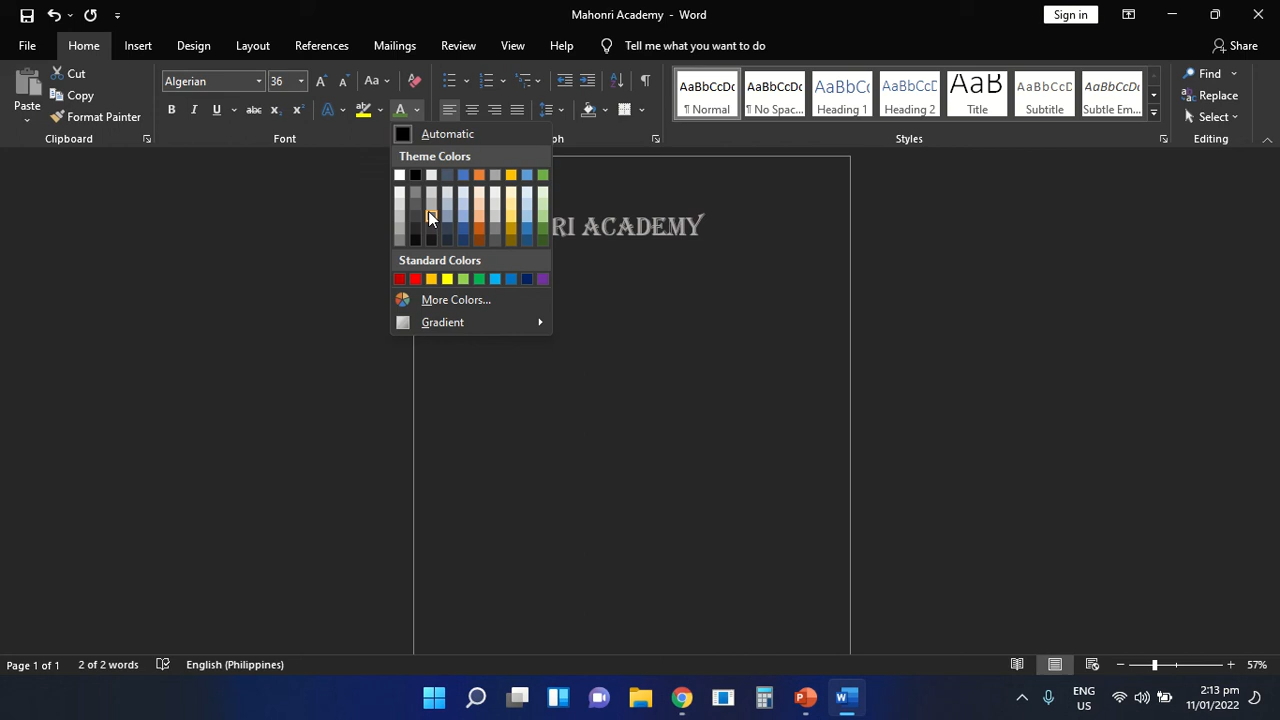 Mahonri Academy - Word
Sign in
File Home Insert Design Layout References Mailings Review View Help Tell me what you want to do Share
Paste Cut Copy Format Painter
Clipboard
Algerian 36 Aa
B I U abc x A A
Font
AaBbCcDc ¶ Normal
AaBbCcDc ¶ No Spac...
AaBbCc Heading 1
AaBbCcD Heading 2
AaB Title
AaBbCcD Subtitle
AaBbCcDc Subtle Em...
Styles
Find
Replace
Select
Editing
Automatic
Theme Colors
Standard Colors
More Colors...
Gradient
RI ACADEMY
Page 1 of 1 2 of 2 words English (Philippines) 57%
ENG US 2:13 pm 11/01/2022